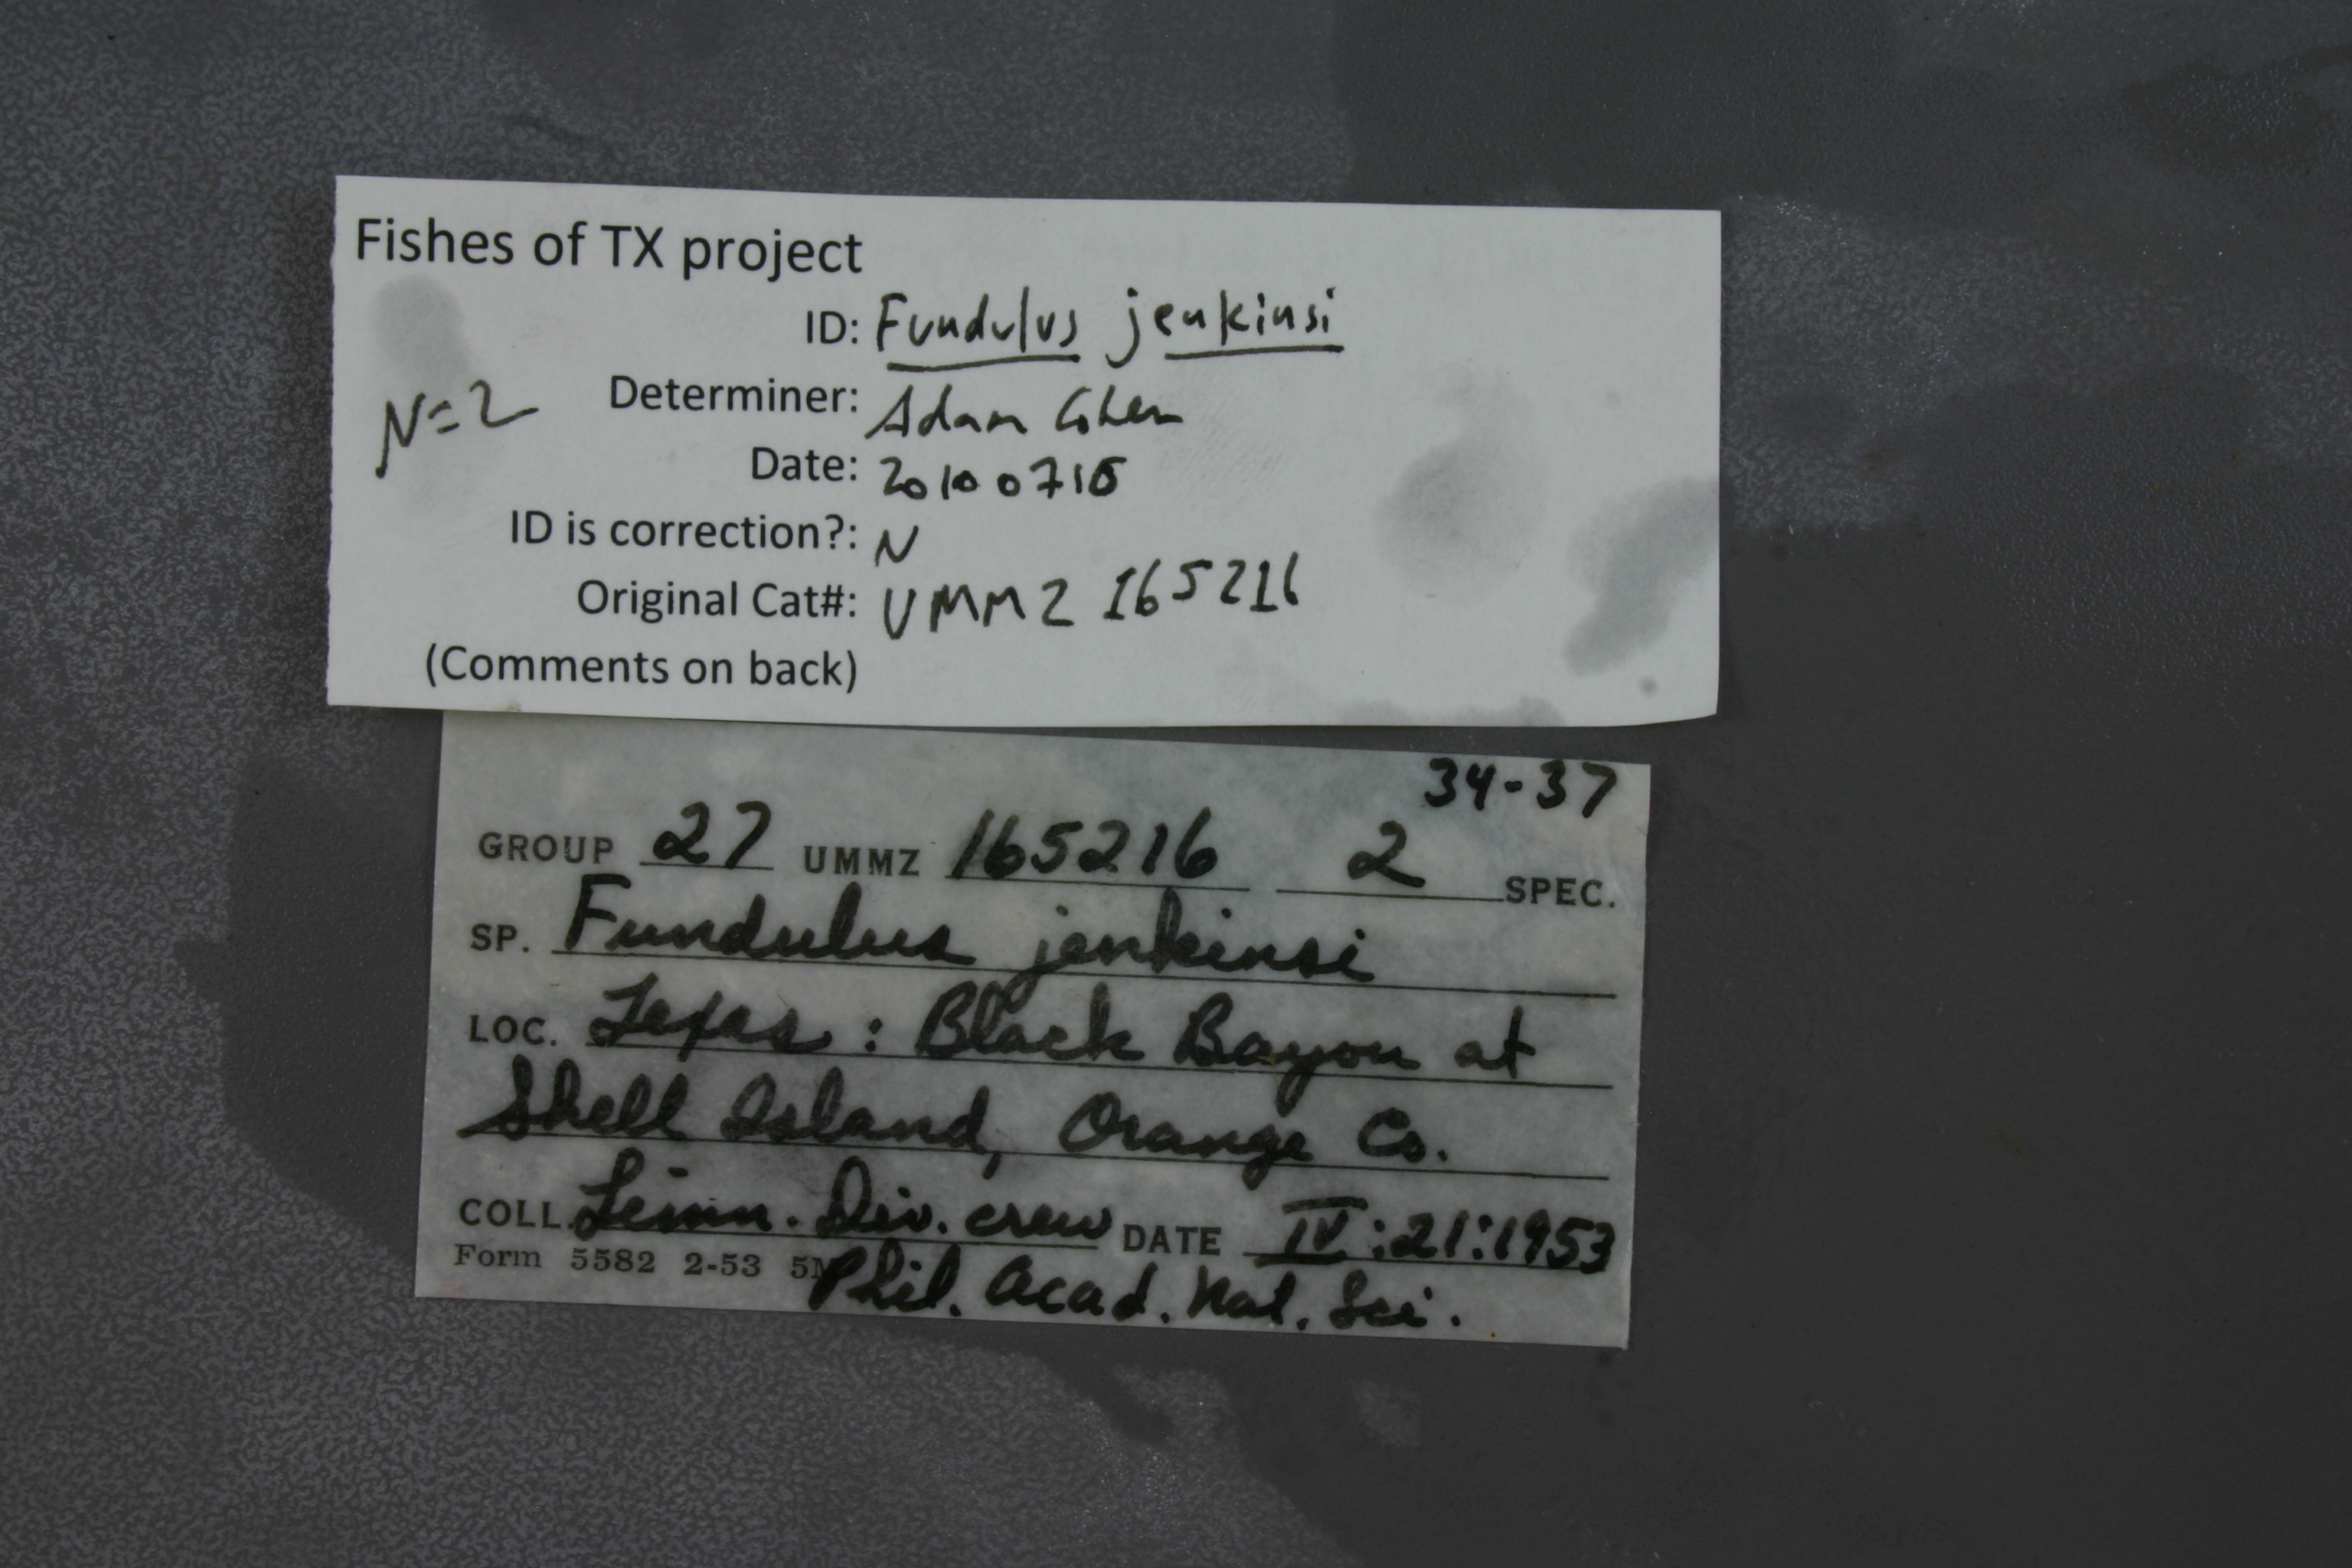 Fishes of TX project
ID: Fundulus jenkinsi
N=2
Determiner: Adam Cohen
Date: 20100715
ID is correction?: N
Original Cat#: UMMZ 165216
(Comments on back)
34-37
GROUP 27 UMMZ 165216 2 SPEC.
SP. Fundulus jenkinsi
LOC. Texas: Black Bayou at
Shell Island, Orange Co.
COLL. Limn. Div. crew DATE IV:21:1953
Form 5582 2-53 5M
Phil. Acad. Nat. Sci.